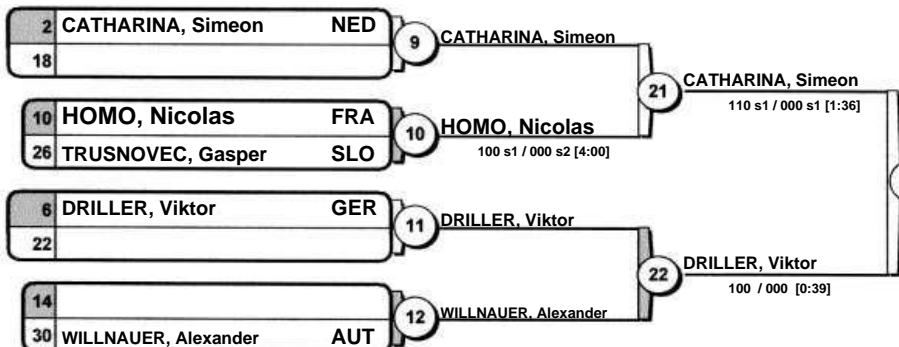 2 CATHARINA, Simeon NED
18
9
CATHARINA, Simeon
10 HOMO, Nicolas FRA
26 TRUSNOVEC, Gasper SLO
10
HOMO, Nicolas
100 s1 / 000 s2 [4:00]
21
CATHARINA, Simeon
110 s1 / 000 s1 [1:36]
6 DRILLER, Viktor GER
22
11
DRILLER, Viktor
14
30 WILLNAUER, Alexander AUT
12
WILLNAUER, Alexander
22
DRILLER, Viktor
100 / 000 [0:39]